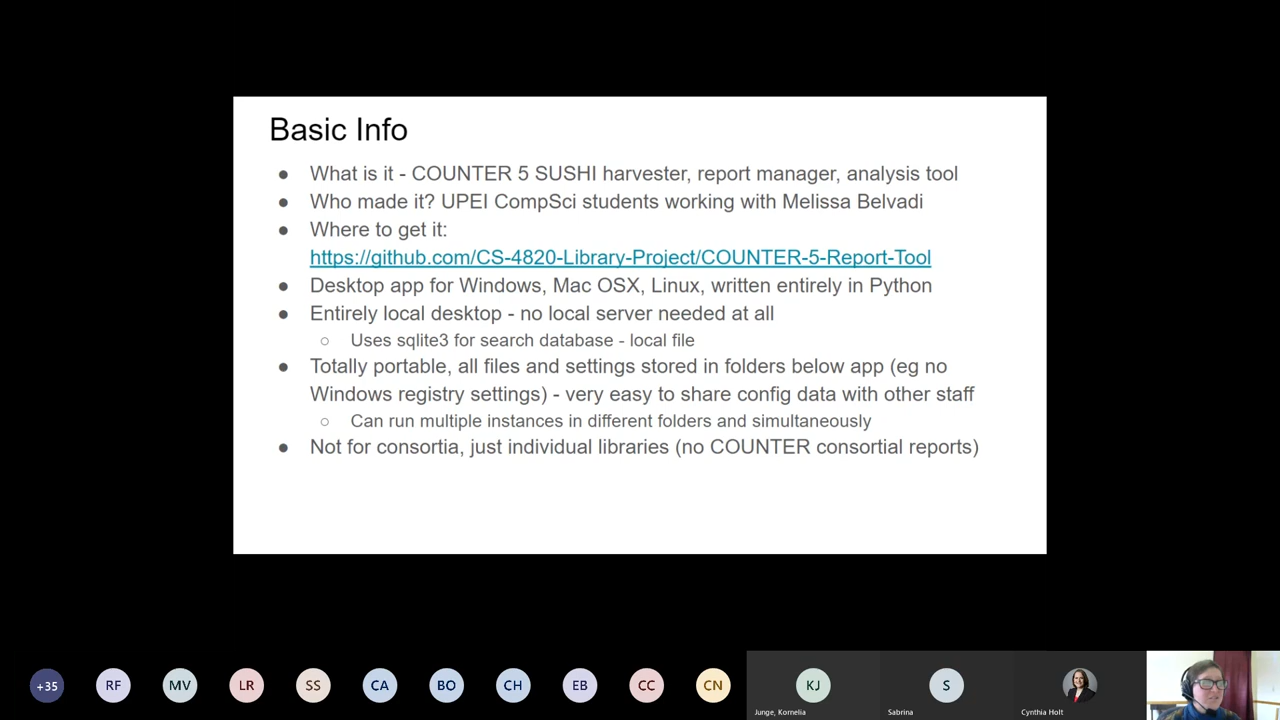 Basic Info
● What is it - COUNTER 5 SUSHI harvester, report manager, analysis tool
● Who made it? UPEI CompSci students working with Melissa Belvadi
● Where to get it:
https://github.com/CS-4820-Library-Project/COUNTER-5-Report-Tool
● Desktop app for Windows, Mac OSX, Linux, written entirely in Python
● Entirely local desktop - no local server needed at all
○ Uses sqlite3 for search database - local file
● Totally portable, all files and settings stored in folders below app (eg no
Windows registry settings) - very easy to share config data with other staff
○ Can run multiple instances in different folders and simultaneously
● Not for consortia, just individual libraries (no COUNTER consortial reports)
+35 RF MV LR SS CA BO CH EB CC CN KJ S
Junge, Kornelia Sabrina Cynthia Holt